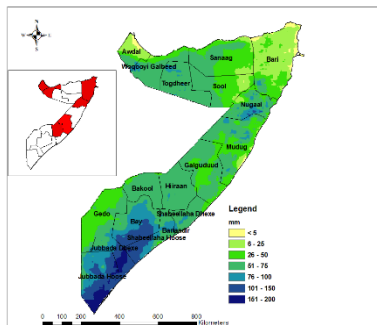 Awdal
Sanaag
Bari
Woqooyi Galbeed
Togdheer
Sool
Nugaal
Mudug
Galguduud
Bakool
Hiiraan
Gedo
Shabeellaha Dhexe
Bay
Banaadir
Shabeellaha Hoose
Jubbada Dhexe
Jubbada Hoose
Legend
mm
< 5
6 - 25
26 - 50
51 - 75
76 - 100
101 - 150
151 - 200
0 100 200 400 600 800
Kilometers